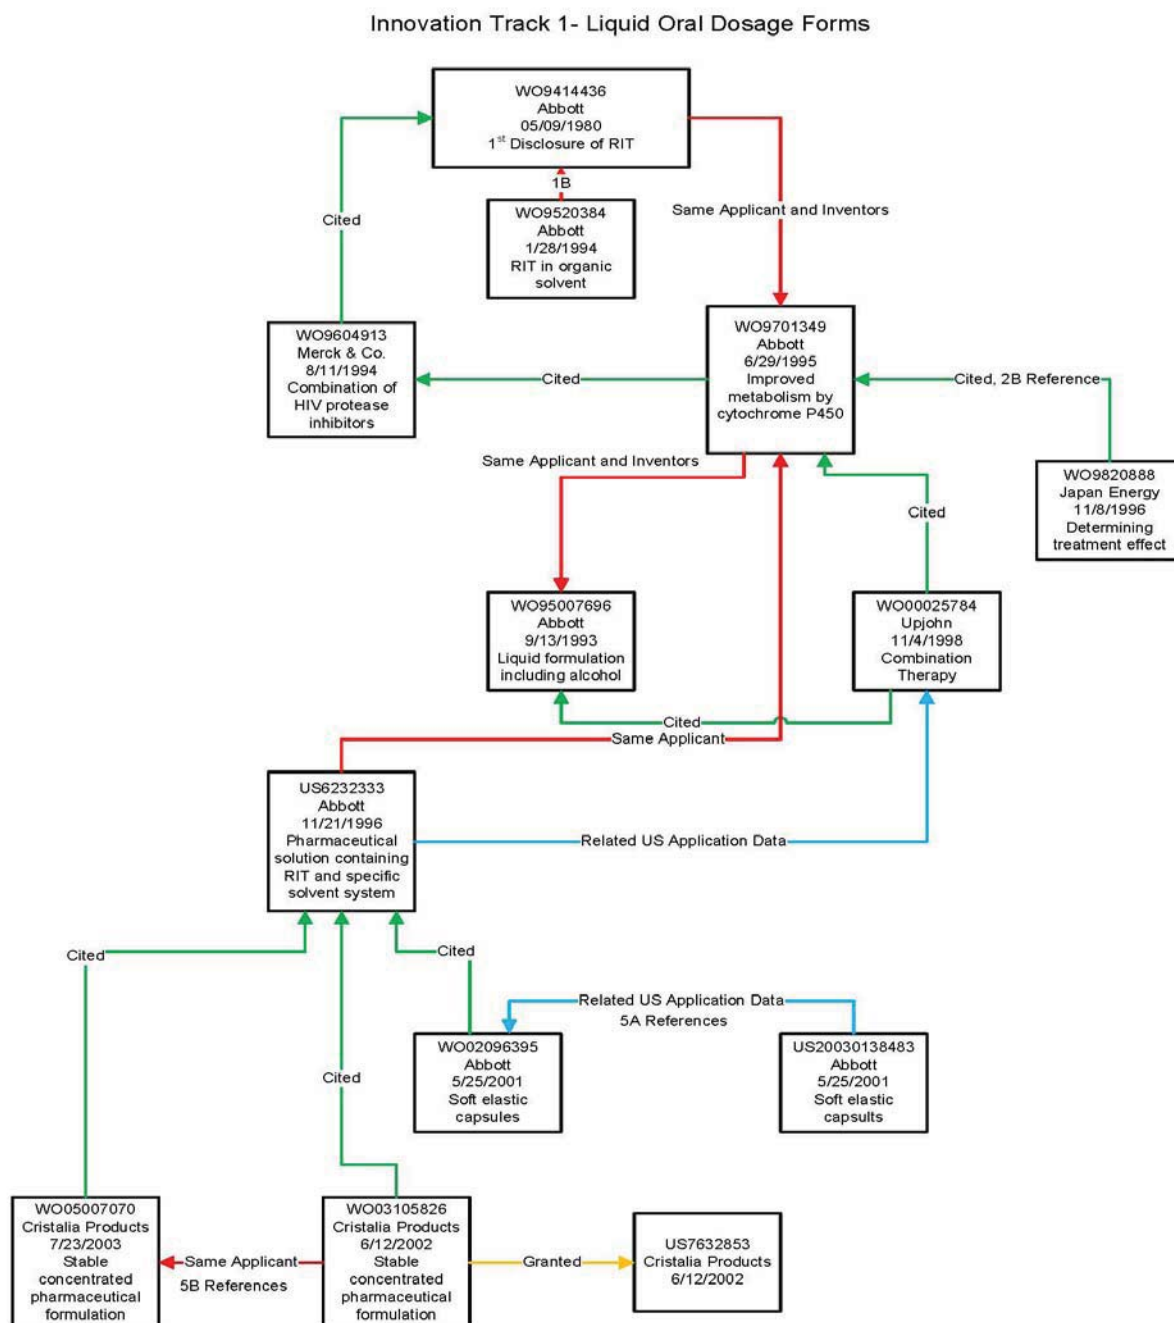 Innovation Track 1- Liquid Oral Dosage Forms
WO9414436
Abbott
05/09/1980
1st Disclosure of RIT
1B
WO9520384
Abbott
1/28/1994
RIT in organic
solvent
Cited
Same Applicant and Inventors
WO9604913
Merck & Co.
8/11/1994
Combination of
HIV protease
inhibitors
Cited
WO9701349
Abbott
6/29/1995
Improved
metabolism by
cytochrome P450
Cited, 2B Reference
WO9820888
Japan Energy
11/8/1996
Determining
treatment effect
Same Applicant and Inventors
Cited
WO95007696
Abbott
9/13/1993
Liquid formulation
including alcohol
WO00025784
Upjohn
11/4/1998
Combination
Therapy
Cited
Same Applicant
US6232333
Abbott
11/21/1996
Pharmaceutical
solution containing
RIT and specific
solvent system
Related US Application Data
Cited
Cited
Cited
Related US Application Data
5A References
WO02096395
Abbott
5/25/2001
Soft elastic
capsules
US20030138483
Abbott
5/25/2001
Soft elastic
capsults
WO05007070
Cristalia Products
7/23/2003
Stable
concentrated
pharmaceutical
formulation
Same Applicant
5B References
WO03105826
Cristalia Products
6/12/2002
Stable
concentrated
pharmaceutical
formulation
Granted
US7632853
Cristalia Products
6/12/2002